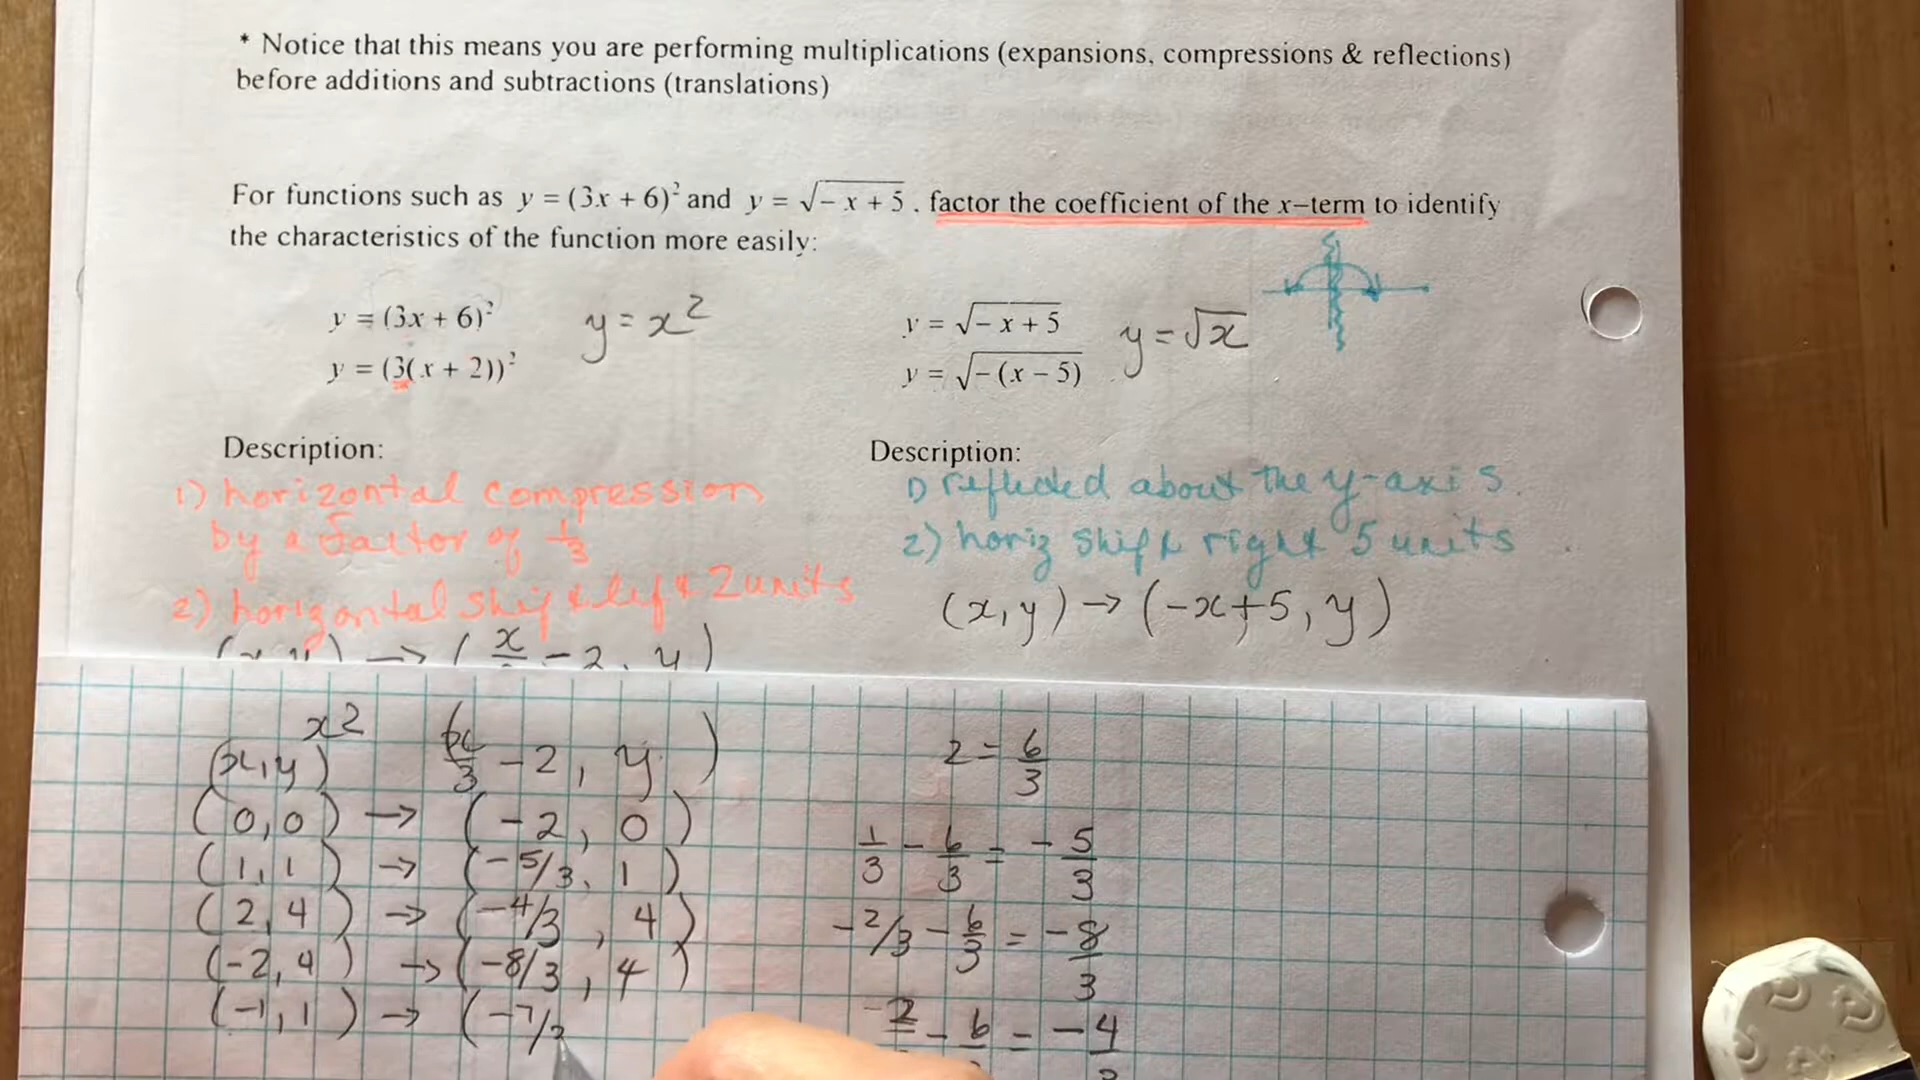 * Notice that this means you are performing multiplications (expansions, compressions & reflections)
before additions and subtractions (translations)
For functions such as y = (3x + 6)² and y = √(-x + 5) , factor the coefficient of the x–term to identify
the characteristics of the function more easily:
y = (3x + 6)²
y = (3(x + 2))²
y = x²
y = √(-x + 5)
y = √(-(x - 5))
y = √x
Description:
1) horizontal compression
by a factor of 1/3
2) horizontal shift left 2 units
(x, y) → (x/ - 2, y)
Description:
1) reflected about the y-axis.
2) horiz shift right 5 units
(x, y) → (-x+5, y)
x²
(x, y) (x/3 - 2, y)
(0, 0) → (-2, 0)
(1, 1) → (-5/3, 1)
(2, 4) → (-4/3, 4)
(-2, 4) → (-8/3, 4)
(-1, 1) → (-7/3
2 = 6/3
1/3 - 6/3 = -5/3
-2/3 - 6/3 = -8/3
2 - 6 = -4